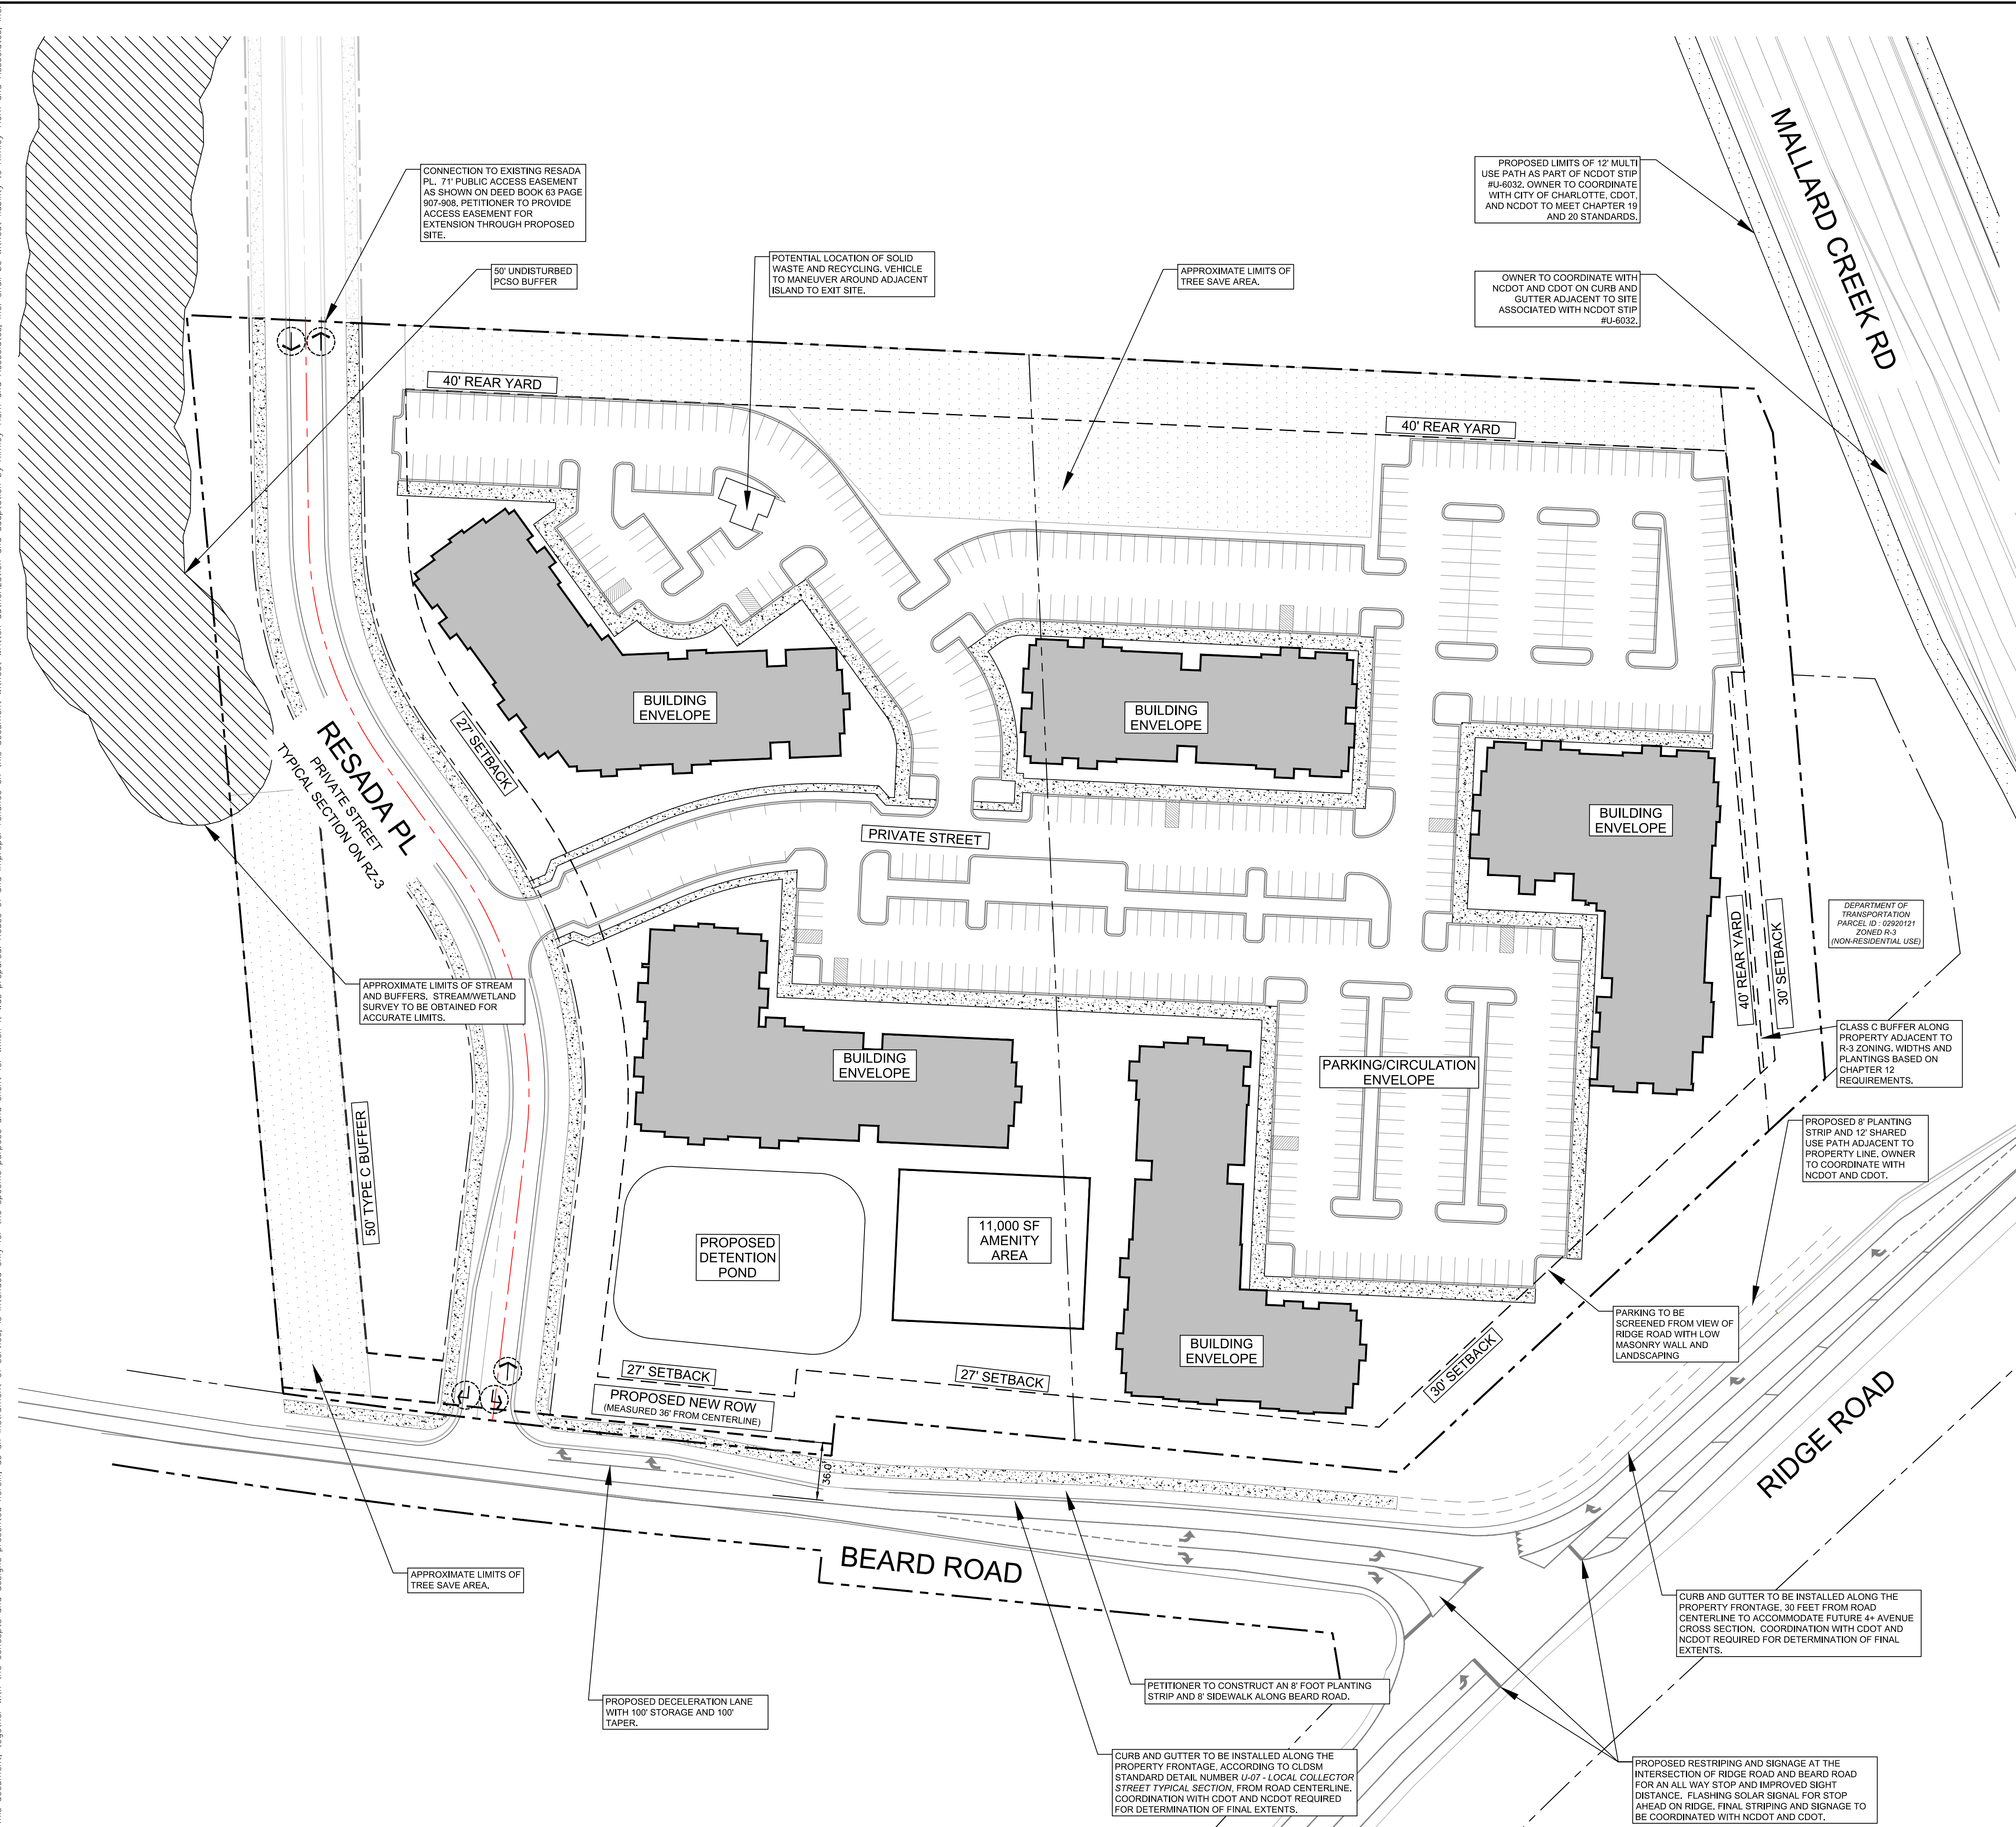 CONNECTION TO EXISTING RESADA
PL. 71' PUBLIC ACCESS EASEMENT
AS SHOWN ON DEED BOOK 63 PAGE
907-908. PETITIONER TO PROVIDE
ACCESS EASEMENT FOR
EXTENSION THROUGH PROPOSED
SITE.
50' UNDISTURBED
PCSO BUFFER
POTENTIAL LOCATION OF SOLID
WASTE AND RECYCLING. VEHICLE
TO MANEUVER AROUND ADJACENT
ISLAND TO EXIT SITE.
APPROXIMATE LIMITS OF
TREE SAVE AREA.
PROPOSED LIMITS OF 12' MULTI
USE PATH AS PART OF NCDOT STIP
#U-6032. OWNER TO COORDINATE
WITH CITY OF CHARLOTTE, CDOT,
AND NCDOT TO MEET CHAPTER 19
AND 20 STANDARDS.
OWNER TO COORDINATE WITH
NCDOT AND CDOT ON CURB AND
GUTTER ADJACENT TO SITE
ASSOCIATED WITH NCDOT STIP
#U-6032.
MALLARD CREEK RD
40' REAR YARD
40' REAR YARD
BUILDING
ENVELOPE
BUILDING
ENVELOPE
BUILDING
ENVELOPE
27' SETBACK
RESADA PL
PRIVATE STREET
TYPICAL SECTION ON RZ-3
PRIVATE STREET
40' REAR YARD
30' SETBACK
DEPARTMENT OF
TRANSPORTATION
PARCEL ID : 02920121
ZONED R-3
(NON-RESIDENTIAL USE)
APPROXIMATE LIMITS OF STREAM
AND BUFFERS. STREAM/WETLAND
SURVEY TO BE OBTAINED FOR
ACCURATE LIMITS.
CLASS C BUFFER ALONG
PROPERTY ADJACENT TO
R-3 ZONING. WIDTHS AND
PLANTINGS BASED ON
CHAPTER 12
REQUIREMENTS.
BUILDING
ENVELOPE
PARKING/CIRCULATION
ENVELOPE
50' TYPE C BUFFER
PROPOSED 8' PLANTING
STRIP AND 12' SHARED
USE PATH ADJACENT TO
PROPERTY LINE. OWNER
TO COORDINATE WITH
NCDOT AND CDOT.
PROPOSED
DETENTION
POND
11,000 SF
AMENITY
AREA
BUILDING
ENVELOPE
PARKING TO BE
SCREENED FROM VIEW OF
RIDGE ROAD WITH LOW
MASONRY WALL AND
LANDSCAPING
27' SETBACK
27' SETBACK
30' SETBACK
PROPOSED NEW ROW
(MEASURED 36' FROM CENTERLINE)
36.0'
RIDGE ROAD
BEARD ROAD
APPROXIMATE LIMITS OF
TREE SAVE AREA.
CURB AND GUTTER TO BE INSTALLED ALONG THE
PROPERTY FRONTAGE, 30 FEET FROM ROAD
CENTERLINE TO ACCOMMODATE FUTURE 4+ AVENUE
CROSS SECTION. COORDINATION WITH CDOT AND
NCDOT REQUIRED FOR DETERMINATION OF FINAL
EXTENTS.
PROPOSED DECELERATION LANE
WITH 100' STORAGE AND 100'
TAPER.
PETITIONER TO CONSTRUCT AN 8' FOOT PLANTING
STRIP AND 8' SIDEWALK ALONG BEARD ROAD.
CURB AND GUTTER TO BE INSTALLED ALONG THE
PROPERTY FRONTAGE, ACCORDING TO CLDSM
STANDARD DETAIL NUMBER U-07 - LOCAL COLLECTOR
STREET TYPICAL SECTION, FROM ROAD CENTERLINE.
COORDINATION WITH CDOT AND NCDOT REQUIRED
FOR DETERMINATION OF FINAL EXTENTS.
PROPOSED RESTRIPING AND SIGNAGE AT THE
INTERSECTION OF RIDGE ROAD AND BEARD ROAD
FOR AN ALL WAY STOP AND IMPROVED SIGHT
DISTANCE. FLASHING SOLAR SIGNAL FOR STOP
AHEAD ON RIDGE. FINAL STRIPING AND SIGNAGE TO
BE COORDINATED WITH NCDOT AND CDOT.